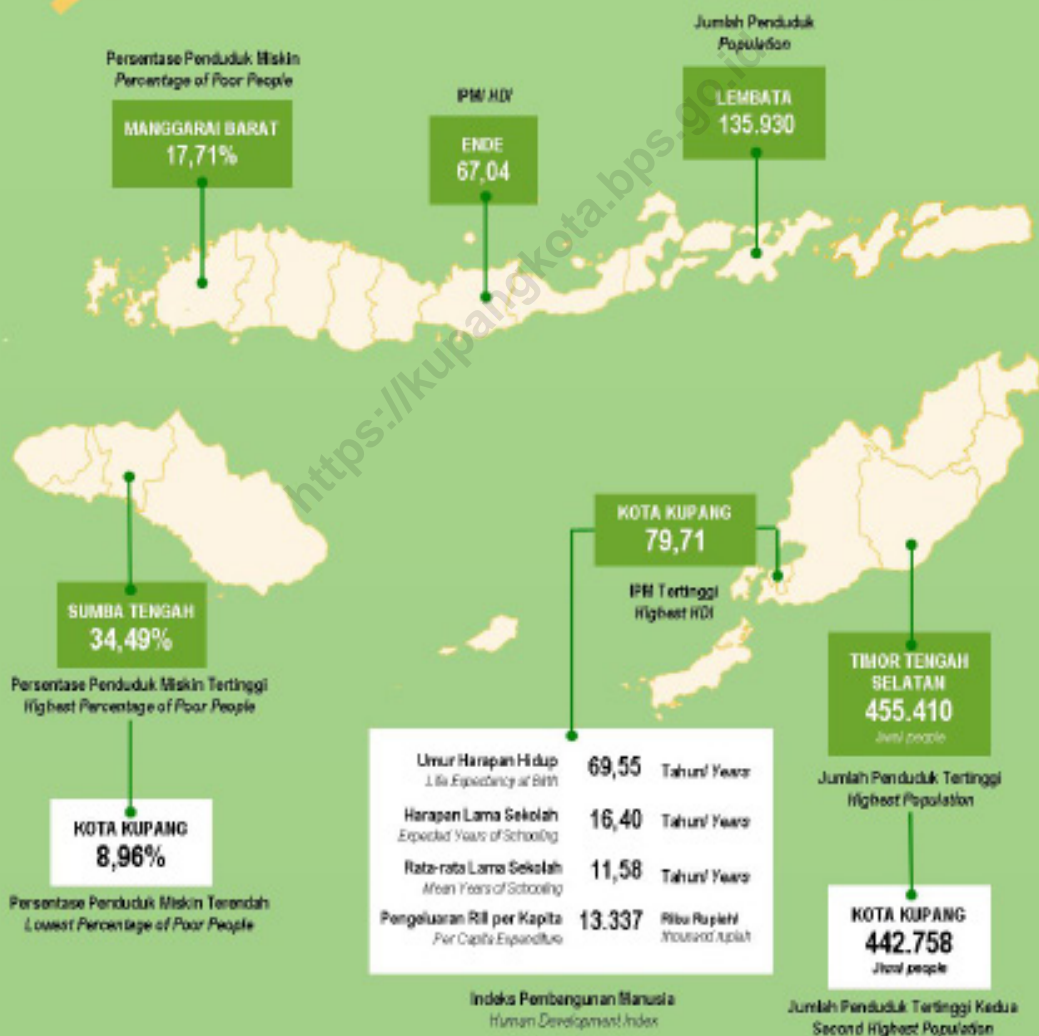 Persentase Penduduk Miskin
Percentage of Poor People
MANGGARAI BARAT
17,71%
IPM/ HDI
ENDE
67,04
Jumlah Penduduk
Population
LEMBATA
135.930
https://kupangkota.bps.go.id
SUMBA TENGAH
34,49%
Persentase Penduduk Miskin Tertinggi
Highest Percentage of Poor People
KOTA KUPANG
8,96%
Persentase Penduduk Miskin Terendah
Lowest Percentage of Poor People
KOTA KUPANG
79,71
IPM Tertinggi
Highest HDI
Umur Harapan Hidup 69,55 Tahun/ Years
Life Expectancy at Birth
Harapan Lama Sekolah 16,40 Tahun/ Years
Expected Years of Schooling
Rata-rata Lama Sekolah 11,58 Tahun/ Years
Mean Years of Schooling
Pengeluaran Riil per Kapita 13.337 Ribu Rupiah/
Per Capita Expenditure thousand rupiah
Indeks Pembangunan Manusia
Human Development Index
TIMOR TENGAH
SELATAN
455.410
Jiwa/ people
Jumlah Penduduk Tertinggi
Highest Population
KOTA KUPANG
442.758
Jiwa/ people
Jumlah Penduduk Tertinggi Kedua
Second Highest Population